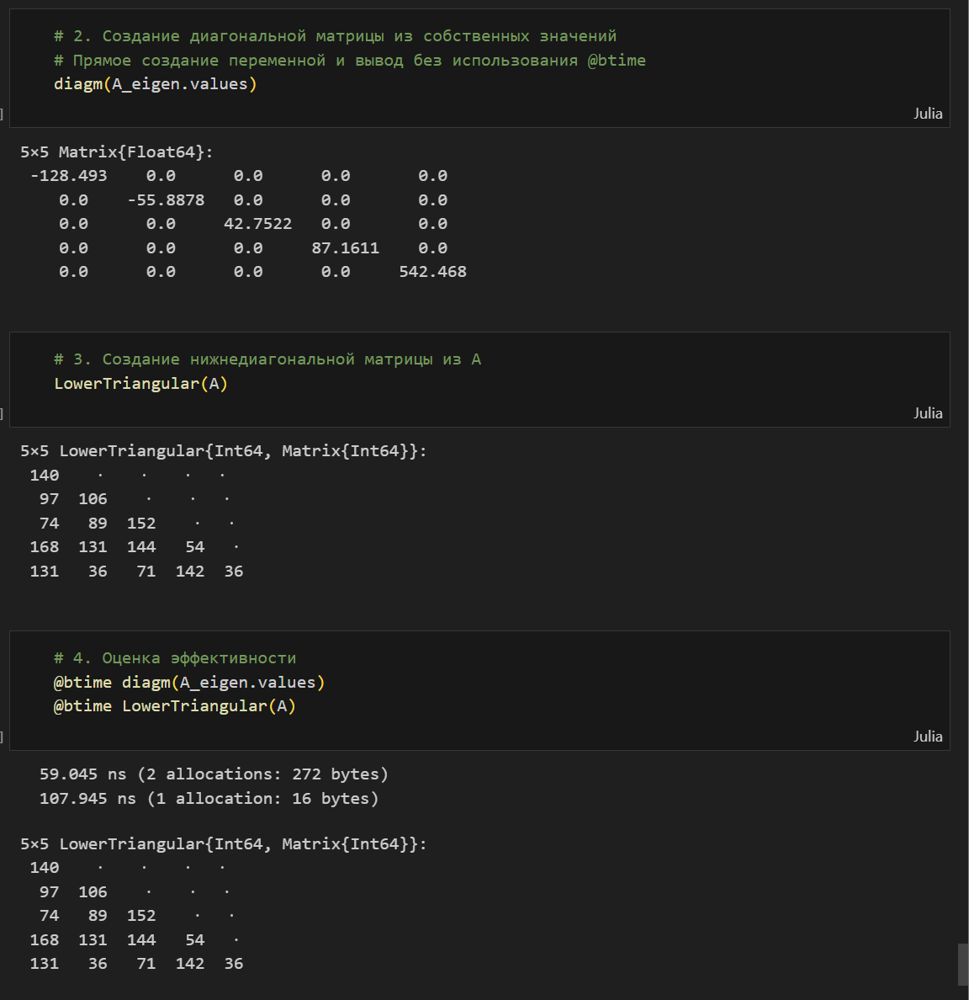 # 2. Создание диагональной матрицы из собственных значений
# Прямое создание переменной и вывод без использования @btime
diagm(A_eigen.values)
]
Julia
5×5 Matrix{Float64}:
-128.493 0.0 0.0 0.0 0.0
0.0 -55.8878 0.0 0.0 0.0
0.0 0.0 42.7522 0.0 0.0
0.0 0.0 0.0 87.1611 0.0
0.0 0.0 0.0 0.0 542.468
# 3. Создание нижнедиагональной матрицы из A
LowerTriangular(A)
]
Julia
5×5 LowerTriangular{Int64, Matrix{Int64}}:
140 · · · ·
97 106 · · ·
74 89 152 · ·
168 131 144 54 ·
131 36 71 142 36
# 4. Оценка эффективности
@btime diagm(A_eigen.values)
@btime LowerTriangular(A)
]
Julia
59.045 ns (2 allocations: 272 bytes)
107.945 ns (1 allocation: 16 bytes)
5×5 LowerTriangular{Int64, Matrix{Int64}}:
140 · · · ·
97 106 · · ·
74 89 152 · ·
168 131 144 54 ·
131 36 71 142 36